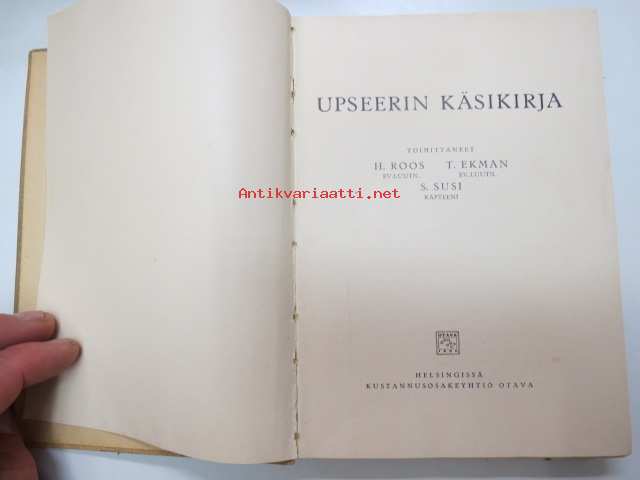 UPSEERIN KÄSIKIRJA
TOIMITTANEET
H. ROOS T. EKMAN
EV.LUUTN. EV.LUUTN.
S. SUSI
KAPTEENI
Antikvariaatti.net
OTAVA
HELSINGISSÄ
KUSTANNUSOSAKEYHTIÖ OTAVA